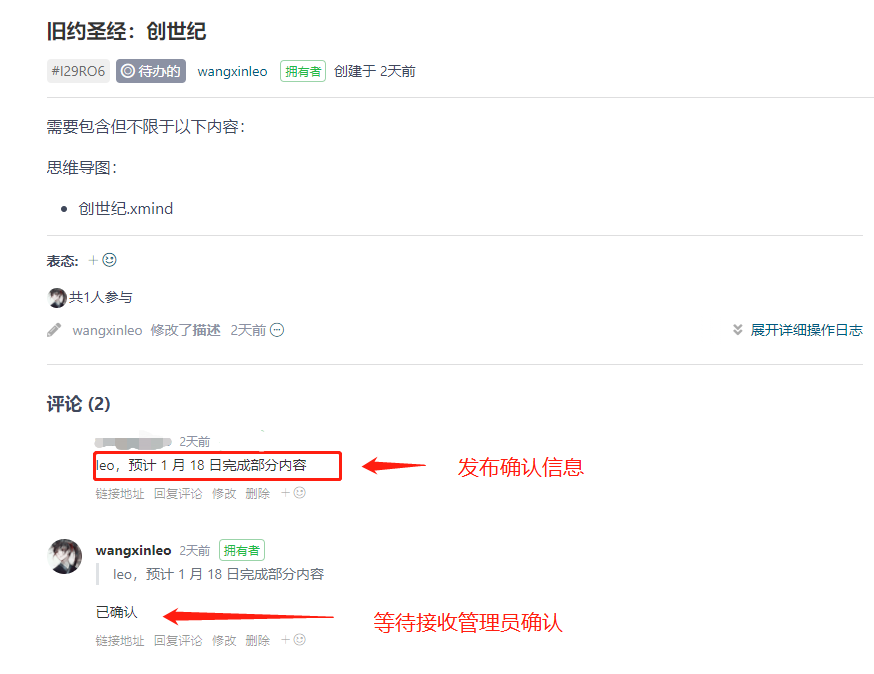 旧约圣经：创世纪
#I29RO6 待办的 wangxinleo 拥有者 创建于 2天前
需要包含但不限于以下内容：
思维导图：
创世纪.xmind
表态：
共1人参与
wangxinleo 修改了描述 2天前
展开详细操作日志
评论 (2)
2天前
leo，预计 1 月 18 日完成部分内容
发布确认信息
链接地址 回复评论 修改 删除
wangxinleo 2天前 拥有者
leo，预计 1 月 18 日完成部分内容
已确认
等待接收管理员确认
链接地址 回复评论 修改 删除